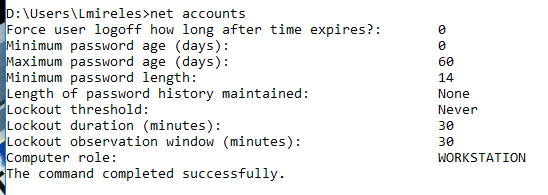 D:\Users\Lmireles>net accounts
Force user logoff how long after time expires?: 0
Minimum password age (days): 0
Maximum password age (days): 60
Minimum password length: 14
Length of password history maintained: None
Lockout threshold: Never
Lockout duration (minutes): 30
Lockout observation window (minutes): 30
Computer role: WORKSTATION
The command completed successfully.